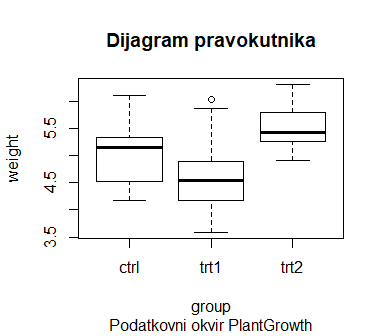 Dijagram pravokutnika
weight
5.5
4.5
3.5
ctrl trt1 trt2
group
Podatkovni okvir PlantGrowth